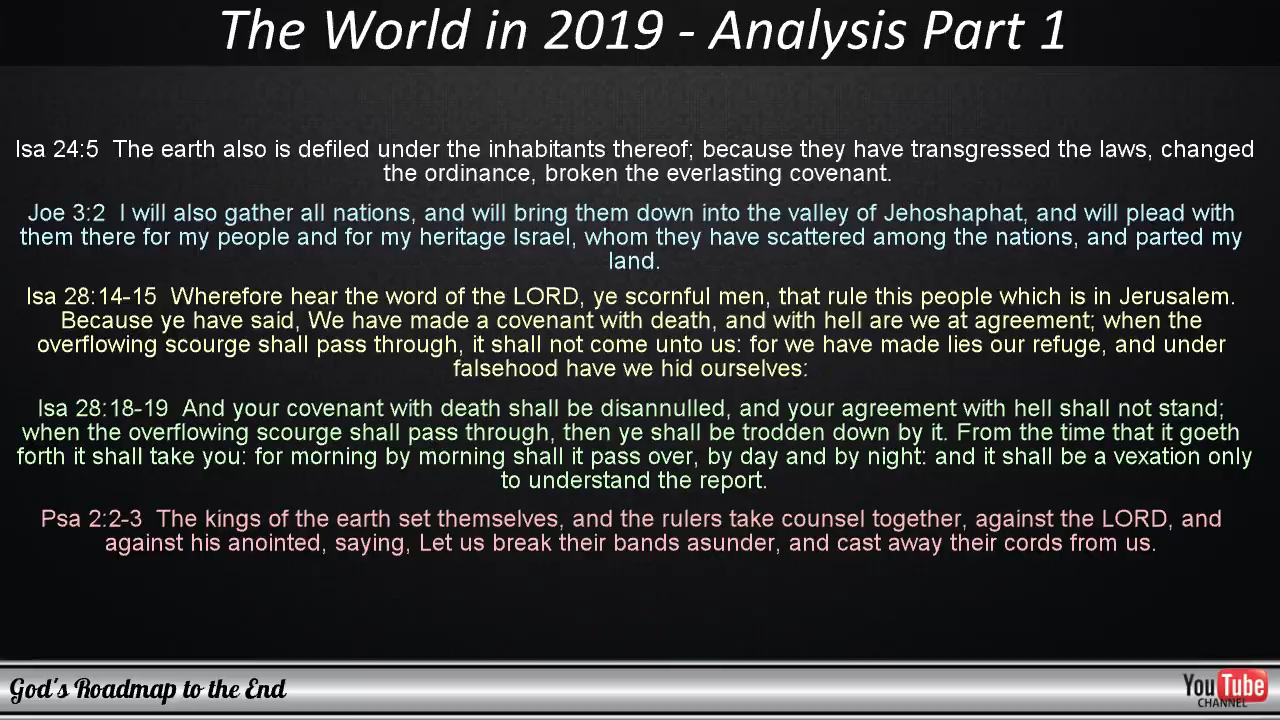 The World in 2019 - Analysis Part 1
Isa 24:5  The earth also is defiled under the inhabitants thereof; because they have transgressed the laws, changed
the ordinance, broken the everlasting covenant.
Joe 3:2  I will also gather all nations, and will bring them down into the valley of Jehoshaphat, and will plead with
them there for my people and for my heritage Israel, whom they have scattered among the nations, and parted my
land.
Isa 28:14-15  Wherefore hear the word of the LORD, ye scornful men, that rule this people which is in Jerusalem.
Because ye have said, We have made a covenant with death, and with hell are we at agreement; when the
overflowing scourge shall pass through, it shall not come unto us: for we have made lies our refuge, and under
falsehood have we hid ourselves:
Isa 28:18-19  And your covenant with death shall be disannulled, and your agreement with hell shall not stand;
when the overflowing scourge shall pass through, then ye shall be trodden down by it. From the time that it goeth
forth it shall take you: for morning by morning shall it pass over, by day and by night: and it shall be a vexation only
to understand the report.
Psa 2:2-3  The kings of the earth set themselves, and the rulers take counsel together, against the LORD, and
against his anointed, saying, Let us break their bands asunder, and cast away their cords from us.
God's Roadmap to the End
YouTube
CHANNEL